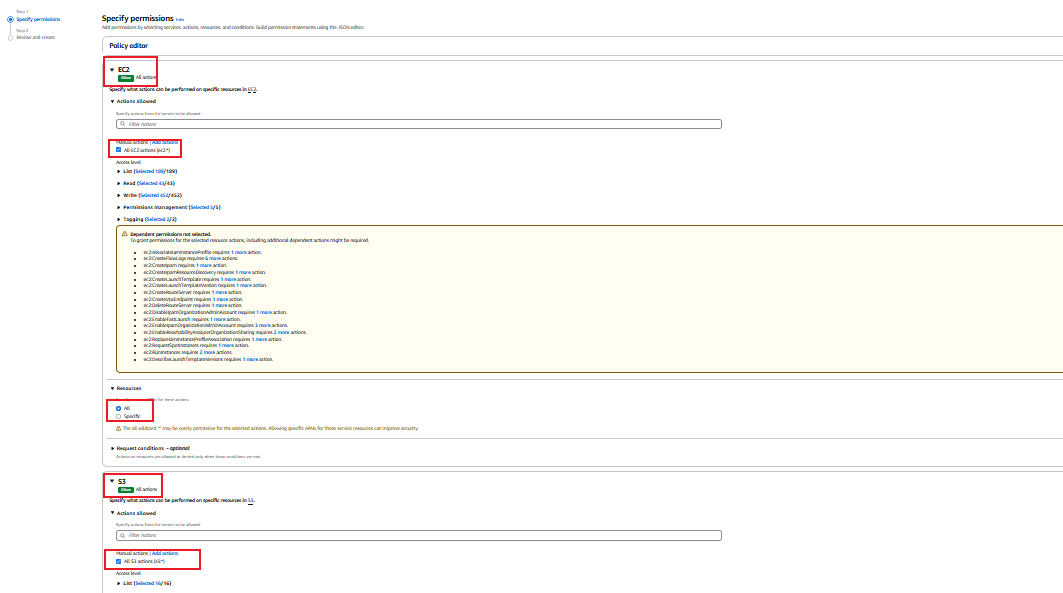 Step 1
Specify permissions
Step 2
Review and create
Specify permissions Info
Add permissions by selecting services, actions, resources, and conditions. Build permission statements using the JSON editor.
Policy editor
EC2
Allow All actions
Specify what actions can be performed on specific resources in EC2.
Actions allowed
Specify actions from the service to be allowed.
Filter Actions
Manual actions | Add actions
All EC2 actions (ec2:*)
Access level
List (Selected 189/189)
Read (Selected 43/43)
Write (Selected 452/452)
Permissions management (Selected 5/5)
Tagging (Selected 2/2)
Dependent permissions not selected.
To grant permissions for the selected resource actions, including additional dependent actions might be required.
ec2:AssociateIamInstanceProfile requires 1 more action.
ec2:CreateFlowLogs requires 6 more actions.
ec2:CreateIpam requires 1 more action.
ec2:CreateIpamResourceDiscovery requires 1 more action.
ec2:CreateLaunchTemplate requires 1 more action.
ec2:CreateLaunchTemplateVersion requires 1 more action.
ec2:CreateRouteServer requires 1 more action.
ec2:CreateVpcEndpoint requires 1 more action.
ec2:DeleteRouteServer requires 1 more action.
ec2:DisableIpamOrganizationAdminAccount requires 1 more action.
ec2:EnableFastLaunch requires 1 more action.
ec2:EnableIpamOrganizationAdminAccount requires 3 more actions.
ec2:EnableReachabilityAnalyzerOrganizationSharing requires 2 more actions.
ec2:ReplaceIamInstanceProfileAssociation requires 1 more action.
ec2:RequestSpotInstances requires 1 more action.
ec2:RunInstances requires 2 more actions.
ec2:DescribeLaunchTemplateVersions requires 1 more action.
Resources
for these actions.
All
Specific
The all wildcard '*' may be overly permissive for the selected actions. Allowing specific ARNs for these service resources can improve security.
Request conditions - optional
Actions on resources are allowed or denied only when these conditions are met.
S3
Allow All actions
Specify what actions can be performed on specific resources in S3.
Actions allowed
Specify actions from the service to be allowed.
Filter Actions
Manual actions | Add actions
All S3 actions (s3:*)
Access level
List (Selected 16/16)